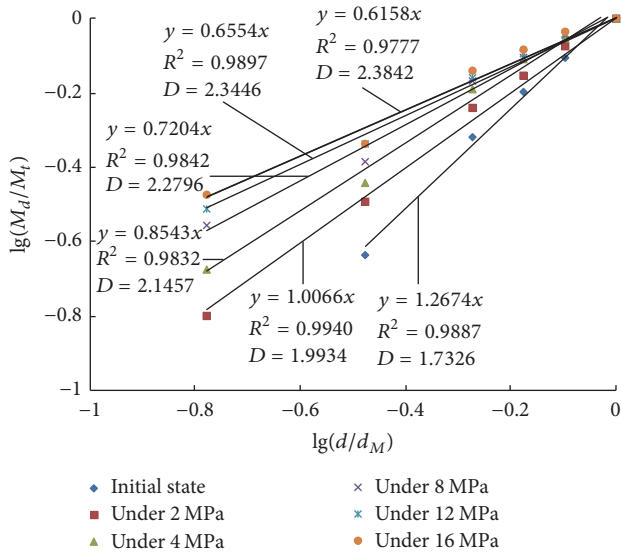 y = 0.6554x
R² = 0.9897
D = 2.3446
y = 0.6158x
R² = 0.9777
D = 2.3842
y = 0.7204x
R² = 0.9842
D = 2.2796
y = 0.8543x
R² = 0.9832
D = 2.1457
y = 1.0066x
R² = 0.9940
D = 1.9934
y = 1.2674x
R² = 0.9887
D = 1.7326
0
−0.2
−0.4
−0.6
−0.8
−1
lg(M_d/M_t)
−1
−0.8
−0.6
−0.4
−0.2
0
lg(d/d_M)
Initial state
Under 2 MPa
Under 4 MPa
Under 8 MPa
Under 12 MPa
Under 16 MPa